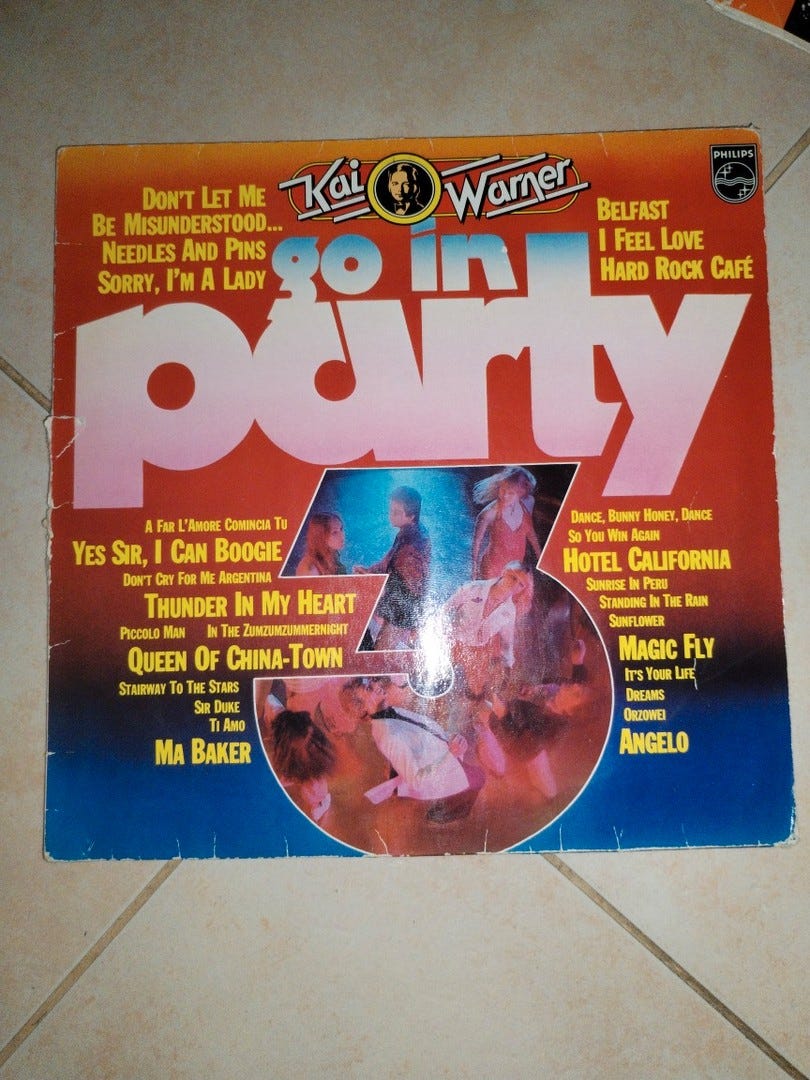 Kai Warner
PHILIPS
DON'T LET ME
BE MISUNDERSTOOD...
NEEDLES AND PINS
SORRY, I'M A LADY
BELFAST
I FEEL LOVE
HARD ROCK CAFÉ
go in
party
3
A FAR L'AMORE COMINCIA TU
YES SIR, I CAN BOOGIE
DON'T CRY FOR ME ARGENTINA
THUNDER IN MY HEART
PICCOLO MAN IN THE ZUMZUMZUMMERNIGHT
QUEEN OF CHINA-TOWN
STAIRWAY TO THE STARS
SIR DUKE
TI AMO
MA BAKER
DANCE, BUNNY HONEY, DANCE
SO YOU WIN AGAIN
HOTEL CALIFORNIA
SUNRISE IN PERU
STANDING IN THE RAIN
SUNFLOWER
MAGIC FLY
IT'S YOUR LIFE
DREAMS
ORZOWEI
ANGELO